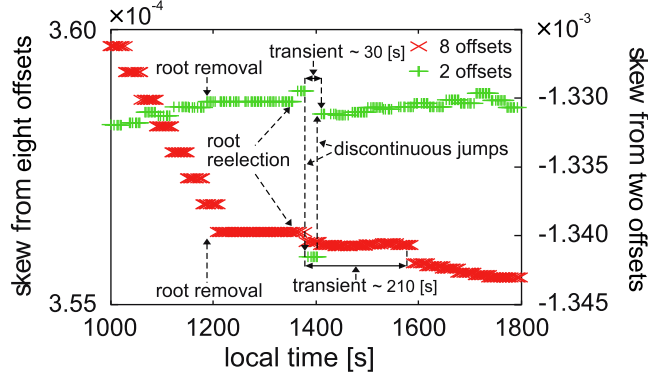 ×10⁻⁴
×10⁻³
3.60
transient ~ 30 [s]
8 offsets
2 offsets
root removal
-1.330
root
reelection
discontinuous jumps
-1.335
-1.340
root removal
transient ~ 210 [s]
3.55
-1.345
1000
1200
1400
1600
1800
local time [s]
skew from eight offsets
skew from two offsets